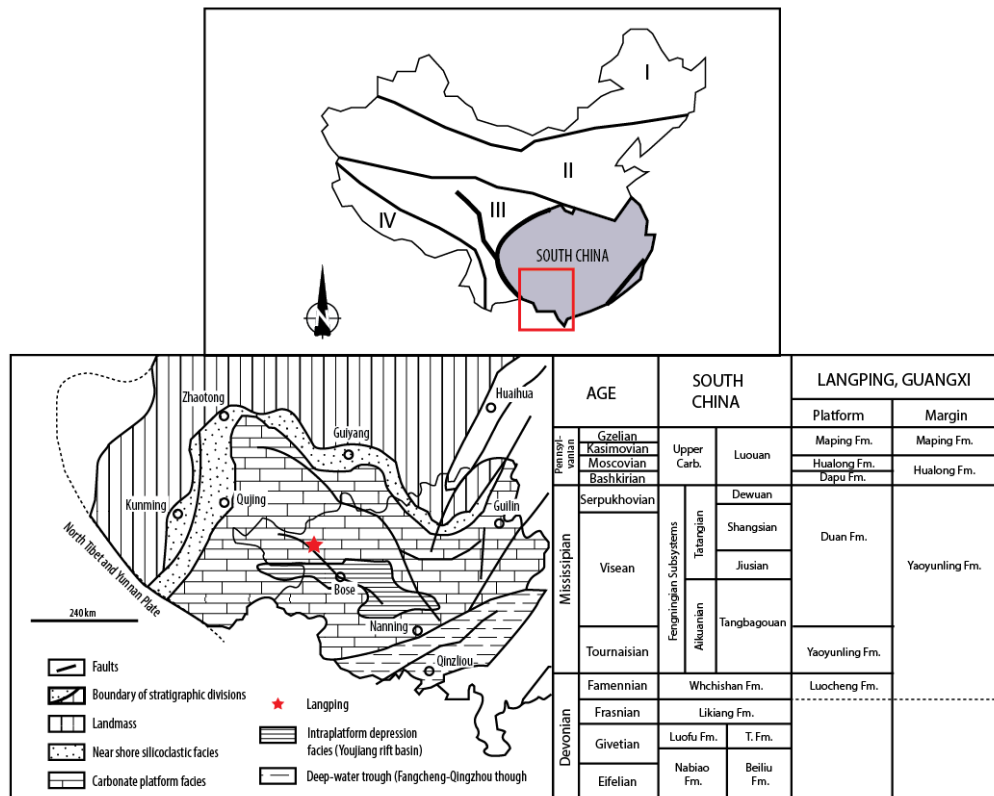 I
II
III
IV
SOUTH CHINA
Zhaotong
Huaihua
Guiyang
Qujing
Kunming
Guilin
Bose
Nanning
Qinzliou
North Tibet and Yunnan Plate
240 km
Faults
Boundary of stratigraphic divisions
Landmass
Near shore silicoclastic facies
Carbonate platform facies
Langping
Intraplatform depression
facies (Youjiang rift basin)
Deep-water trough (Fangcheng-Qingzhou though
AGE
SOUTH
CHINA
LANGPING, GUANGXI
Platform
Margin
Pennsyl-
vanian
Gzelian
Kasimovian
Moscovian
Bashkirian
Upper
Carb.
Luouan
Maping Fm.
Maping Fm.
Hualong Fm.
Dapu Fm.
Hualong Fm.
Mississipian
Serpukhovian
Visean
Tournaisian
Fengningian Subsystems
Tatangian
Aikuanian
Dewuan
Shangsian
Jiusian
Tangbagouan
Duan Fm.
Yaoyunling Fm.
Yaoyunling Fm.
Devonian
Famennian
Whchishan Fm.
Luocheng Fm.
Frasnian
Likiang Fm.
Givetian
Luofu Fm.
T. Fm.
Eifelian
Nabiao
Fm.
Beiliu
Fm.